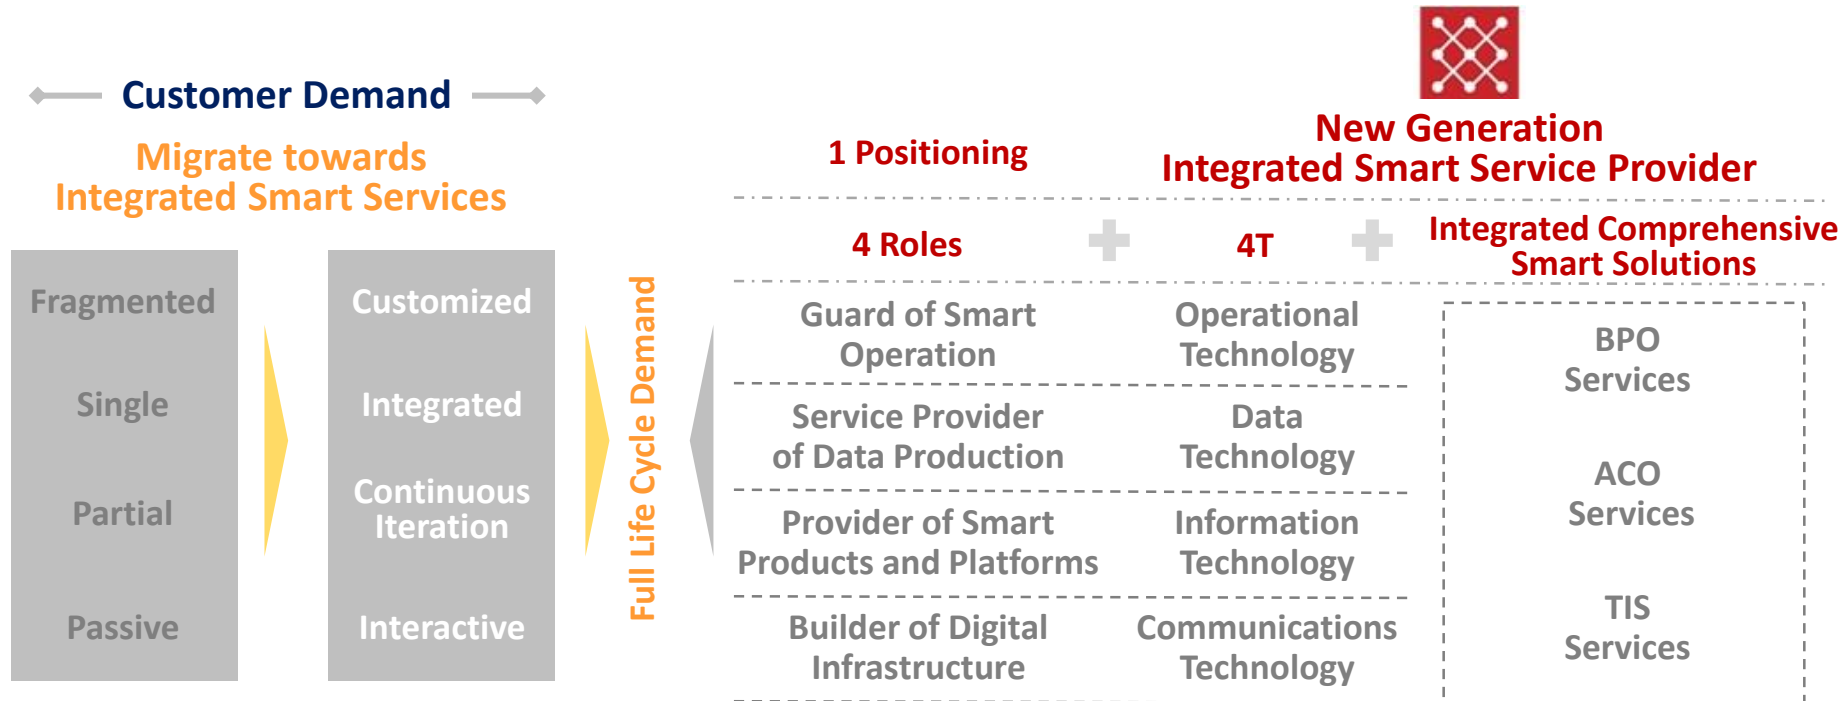 Customer Demand
Migrate towards
Integrated Smart Services
Fragmented
Single
Partial
Passive
Customized
Integrated
Continuous
Iteration
Interactive
Full Life Cycle Demand
1 Positioning
New Generation
Integrated Smart Service Provider
4 Roles
4T
Integrated Comprehensive
Smart Solutions
Guard of Smart
Operation
Operational
Technology
Service Provider
of Data Production
Data
Technology
Provider of Smart
Products and Platforms
Information
Technology
Builder of Digital
Infrastructure
Communications
Technology
BPO
Services
ACO
Services
TIS
Services